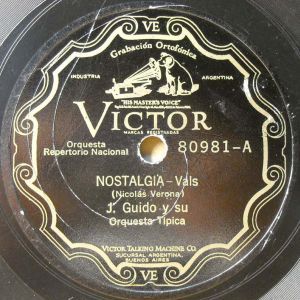 VE
Grabación Ortofónica
INDUSTRIA
ARGENTINA
"HIS MASTER'S VOICE"
VICTOR
MARCAS REGISTRADAS
Orquesta
Repertorio Nacional
80981-A
NOSTALGIA-Vals
(Nicolás Verona)
J. Guido y su
Orquesta Típica
VICTOR TALKING MACHINE CO.
SUCURSAL ARGENTINA,
BUENOS AIRES
VE